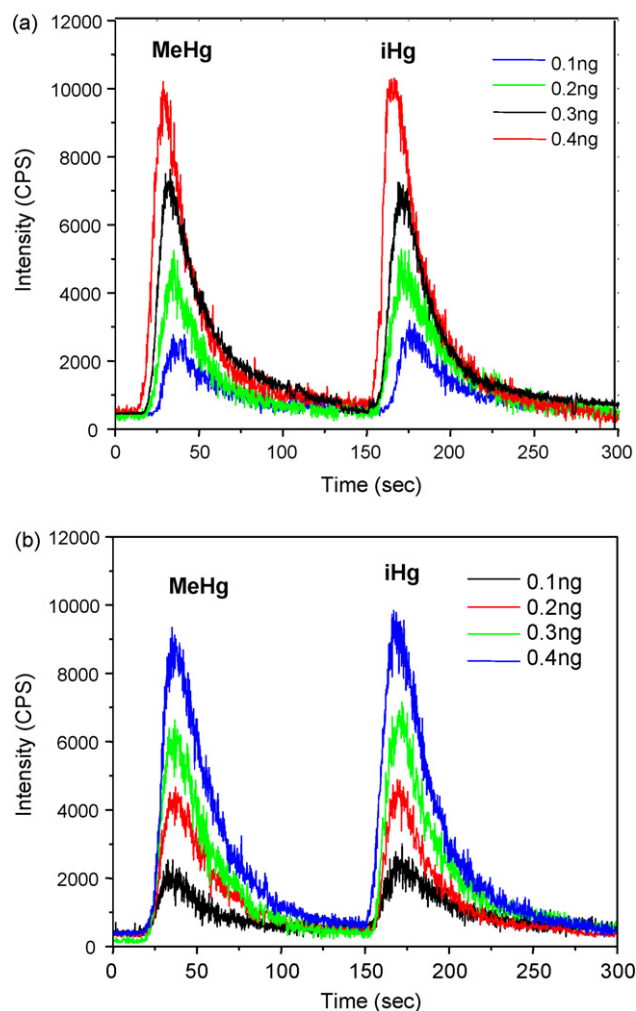 (a)
12000
10000
8000
6000
4000
2000
0
Intensity (CPS)
MeHg
iHg
0.1ng
0.2ng
0.3ng
0.4ng
0 50 100 150 200 250 300
Time (sec)
(b)
12000
10000
8000
6000
4000
2000
0
Intensity (CPS)
MeHg
iHg
0.1ng
0.2ng
0.3ng
0.4ng
0 50 100 150 200 250 300
Time (sec)